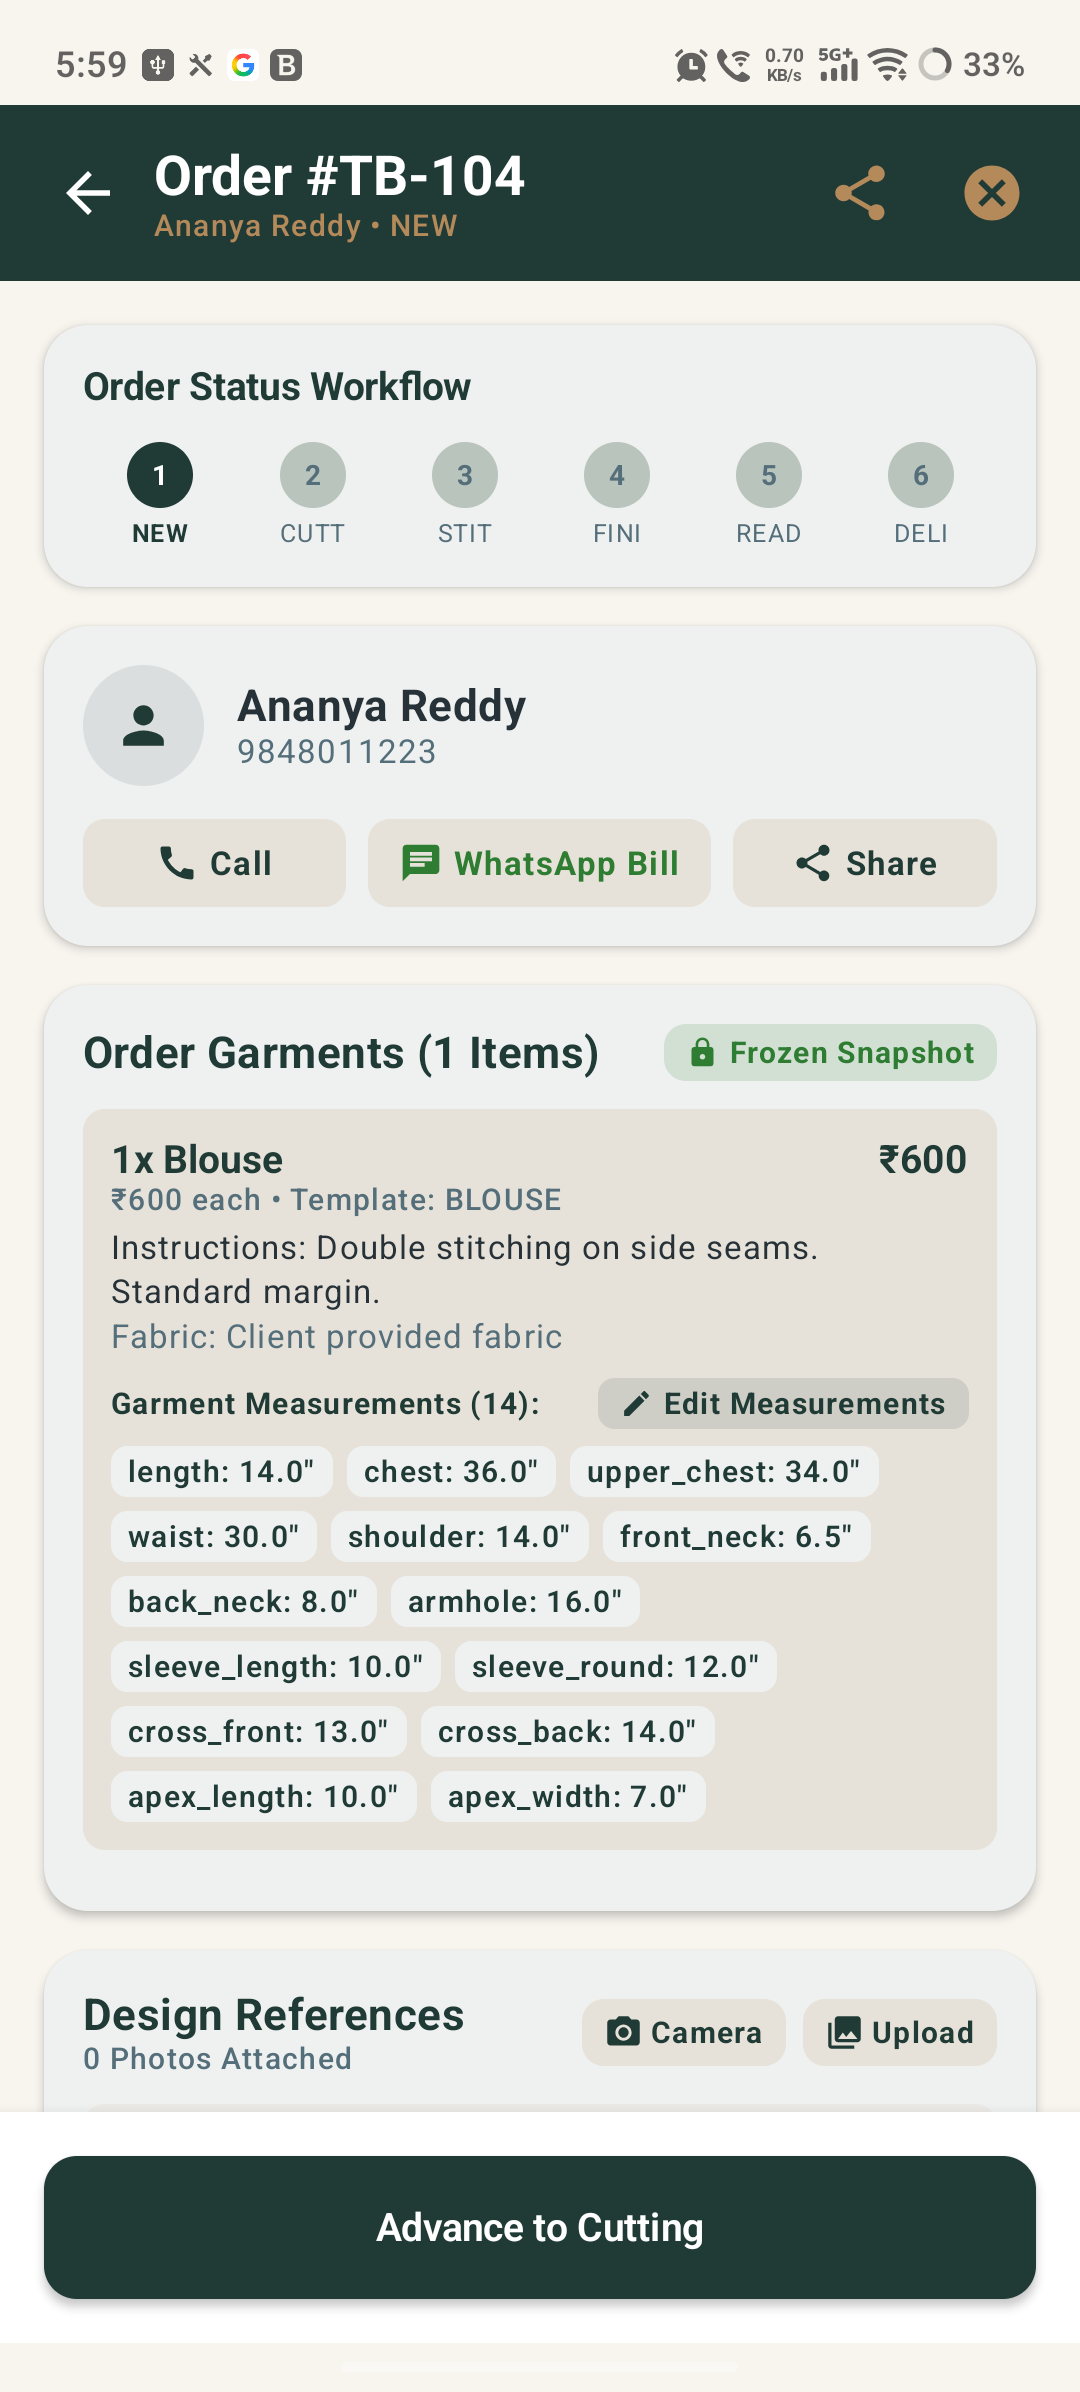 5:59 B 0.70 KB/s 5G+ 33%
Order #TB-104
Ananya Reddy • NEW
Order Status Workflow
1 2 3 4 5 6
NEW CUTT STIT FINI READ DELI
Ananya Reddy
9848011223
Call WhatsApp Bill Share
Order Garments (1 Items) Frozen Snapshot
1x Blouse ₹600
₹600 each • Template: BLOUSE
Instructions: Double stitching on side seams.
Standard margin.
Fabric: Client provided fabric
Garment Measurements (14): Edit Measurements
length: 14.0" chest: 36.0" upper_chest: 34.0"
waist: 30.0" shoulder: 14.0" front_neck: 6.5"
back_neck: 8.0" armhole: 16.0"
sleeve_length: 10.0" sleeve_round: 12.0"
cross_front: 13.0" cross_back: 14.0"
apex_length: 10.0" apex_width: 7.0"
Design References
0 Photos Attached
Camera Upload
Advance to Cutting